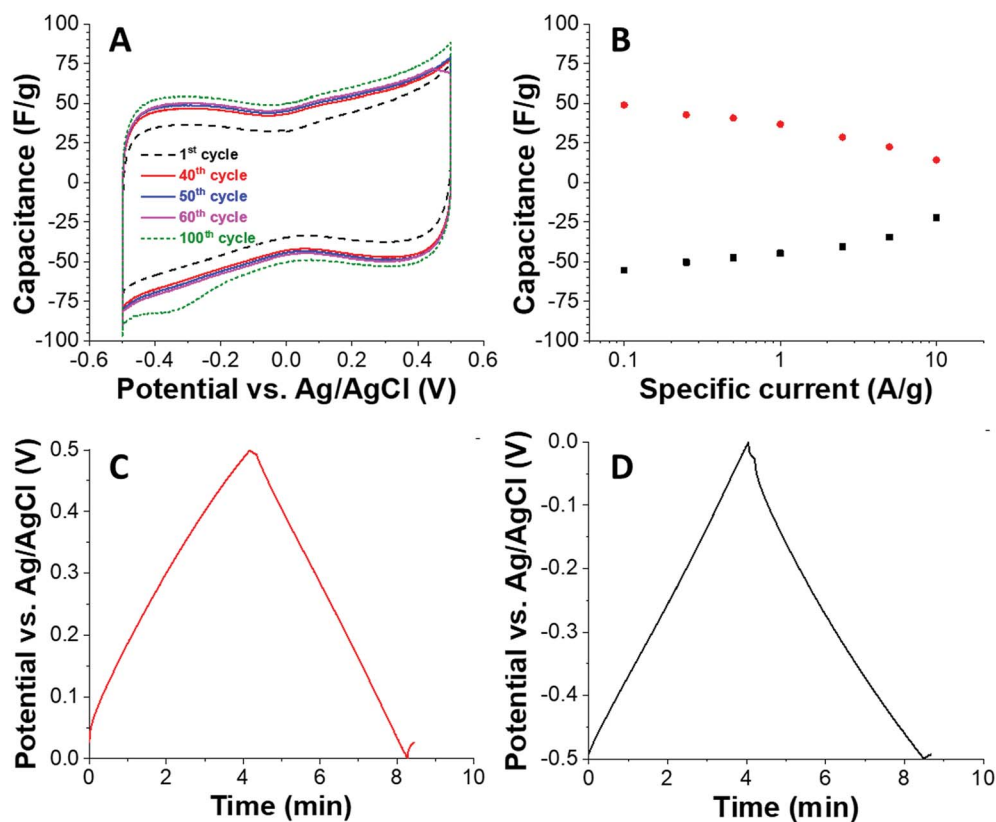 A
Capacitance (F/g)
100
75
50
25
0
-25
-50
-75
-100
1st cycle
40th cycle
50th cycle
60th cycle
100th cycle
-0.6 -0.4 -0.2 0.0 0.2 0.4 0.6
Potential vs. Ag/AgCl (V)
B
Capacitance (F/g)
100
75
50
25
0
-25
-50
-75
-100
0.1 1 10
Specific current (A/g)
C
Potential vs. Ag/AgCl (V)
0.5
0.4
0.3
0.2
0.1
0.0
0 2 4 6 8 10
Time (min)
D
Potential vs. Ag/AgCl (V)
0.0
-0.1
-0.2
-0.3
-0.4
-0.5
0 2 4 6 8 10
Time (min)